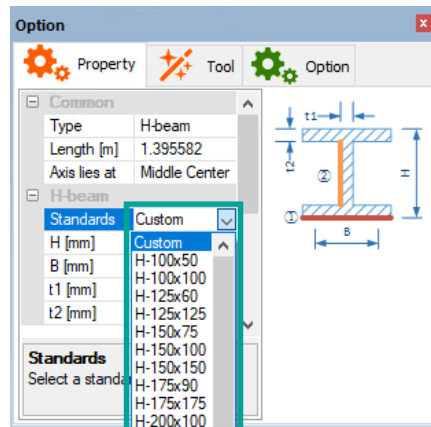 Option
x
Property
Tool
Option
Common
Type H-beam
Length [m] 1.395582
Axis lies at Middle Center
H-beam
Standards Custom
H [mm]
B [mm]
t1 [mm]
t2 [mm]
Custom
H-100x50
H-100x100
H-125x60
H-125x125
H-150x75
H-150x100
H-150x150
H-175x90
H-175x175
H-200x100
Standards
Select a standa
t1
t2
②
H
①
B